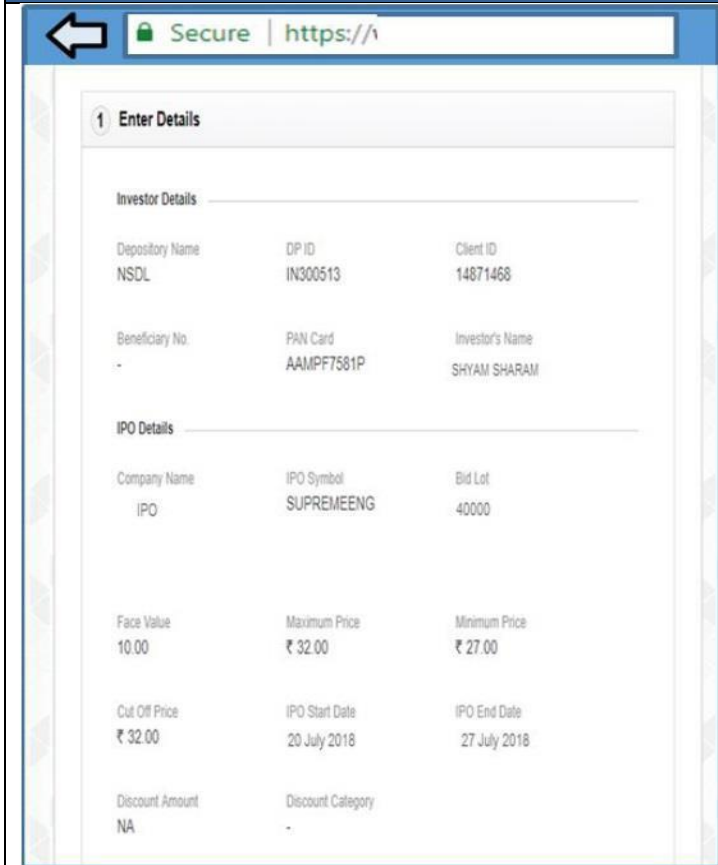 Secure | https://
1 Enter Details
Investor Details
Depository Name DP ID Client ID
NSDL IN300513 14871468
Beneficiary No. PAN Card Investor's Name
- AAMPF7581P SHYAM SHARAM
IPO Details
Company Name IPO Symbol Bid Lot
IPO SUPREMEENG 40000
Face Value Maximum Price Minimum Price
10.00 ₹ 32.00 ₹ 27.00
Cut Off Price IPO Start Date IPO End Date
₹ 32.00 20 July 2018 27 July 2018
Discount Amount Discount Category
NA -